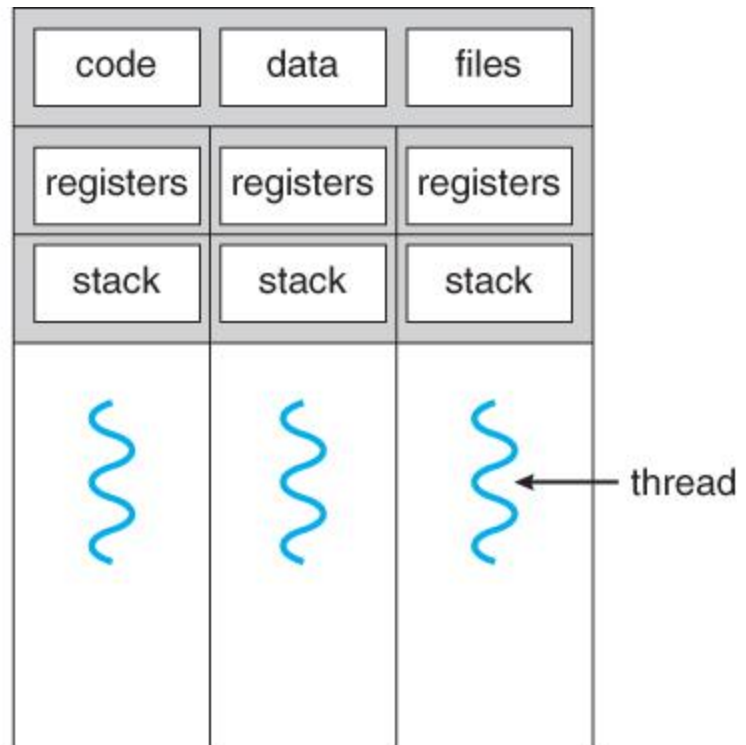 code data files
registers registers registers
stack stack stack
thread